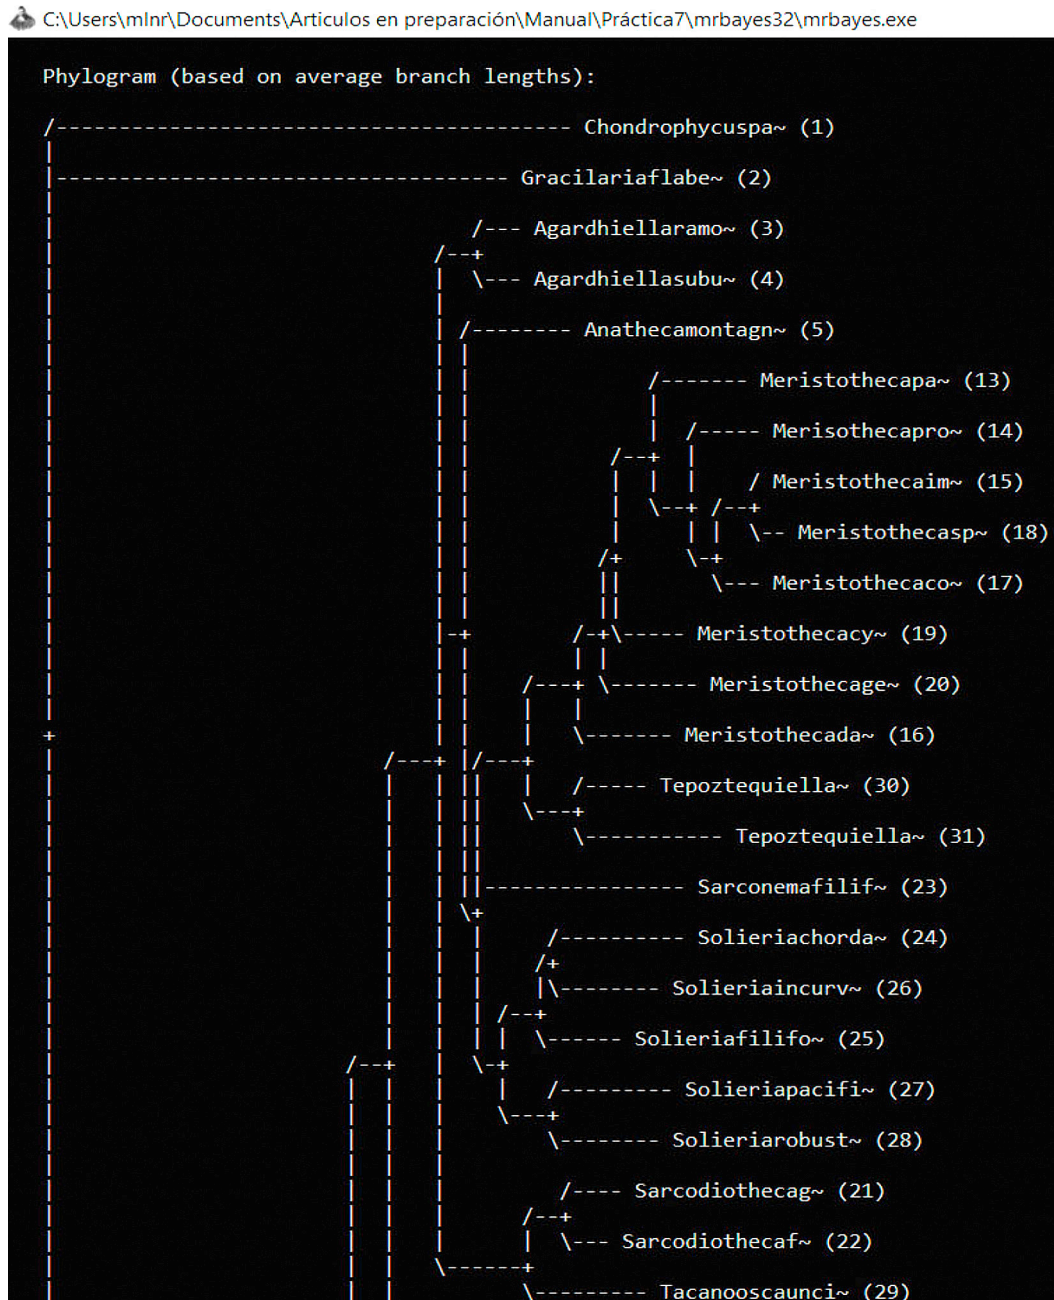 C:\Users\mlnr\Documents\Articulos en preparación\Manual\Práctica7\mrbayes32\mrbayes.exe
Phylogram (based on average branch lengths):
Chondrophycuspa~ (1)
Gracilariaflabe~ (2)
Agardhiellaramo~ (3)
Agardhiellasubu~ (4)
Anathecamontagn~ (5)
Meristothecapa~ (13)
Merisothecapro~ (14)
Meristothecaim~ (15)
Meristothecasp~ (18)
Meristothecaco~ (17)
Meristothecacy~ (19)
Meristothecage~ (20)
Meristothecada~ (16)
Tepoztequiella~ (30)
Tepoztequiella~ (31)
Sarconemafilif~ (23)
Solieriachorda~ (24)
Solieriaincurv~ (26)
Solieriafilifo~ (25)
Solieriapacifi~ (27)
Solieriarobust~ (28)
Sarcodiothecag~ (21)
Sarcodiothecaf~ (22)
Tacanooscaunci~ (29)